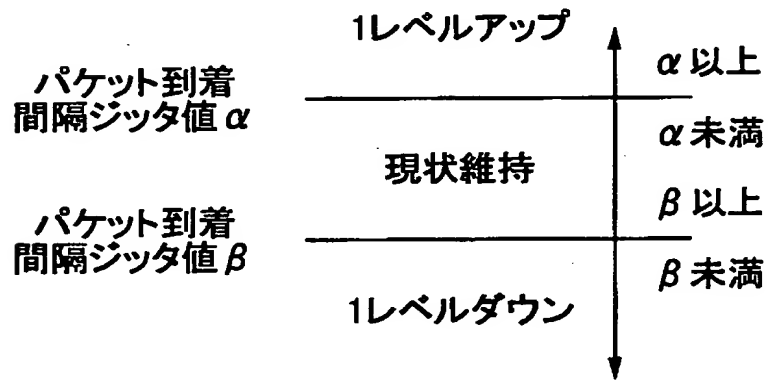 1レベルアップ
α以上
パケット到着
間隔ジッタ値α
α未満
現状維持
β以上
パケット到着
間隔ジッタ値β
β未満
1レベルダウン